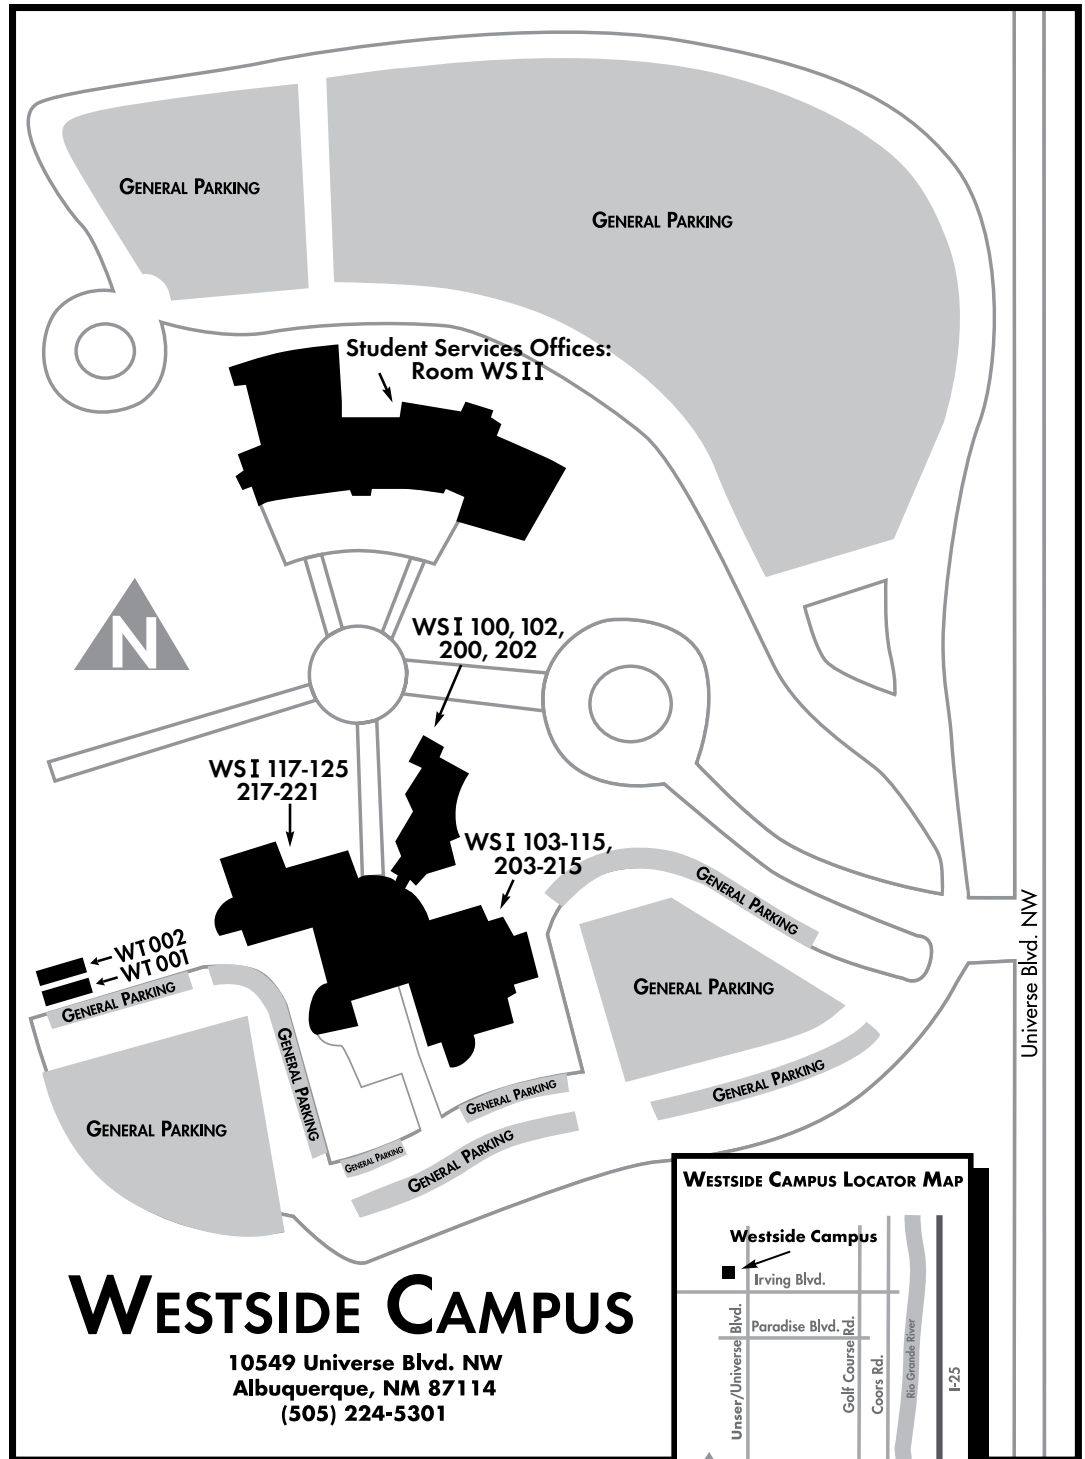 GENERAL PARKING
GENERAL PARKING
Student Services Offices:
Room WS II
N
WS I 100, 102,
200, 202
WS I 117-125
217-221
WS I 103-115,
203-215
GENERAL PARKING
WT 002
WT 001
GENERAL PARKING
GENERAL PARKING
GENERAL PARKING
GENERAL PARKING
GENERAL PARKING
GENERAL PARKING
GENERAL PARKING
GENERAL PARKING
GENERAL PARKING
Universe Blvd. NW
WESTSIDE CAMPUS
10549 Universe Blvd. NW
Albuquerque, NM 87114
(505) 224-5301
WESTSIDE CAMPUS LOCATOR MAP
Westside Campus
Irving Blvd.
Paradise Blvd.
Unser/Universe Blvd.
Golf Course Rd.
Coors Rd.
Rio Grande River
I-25